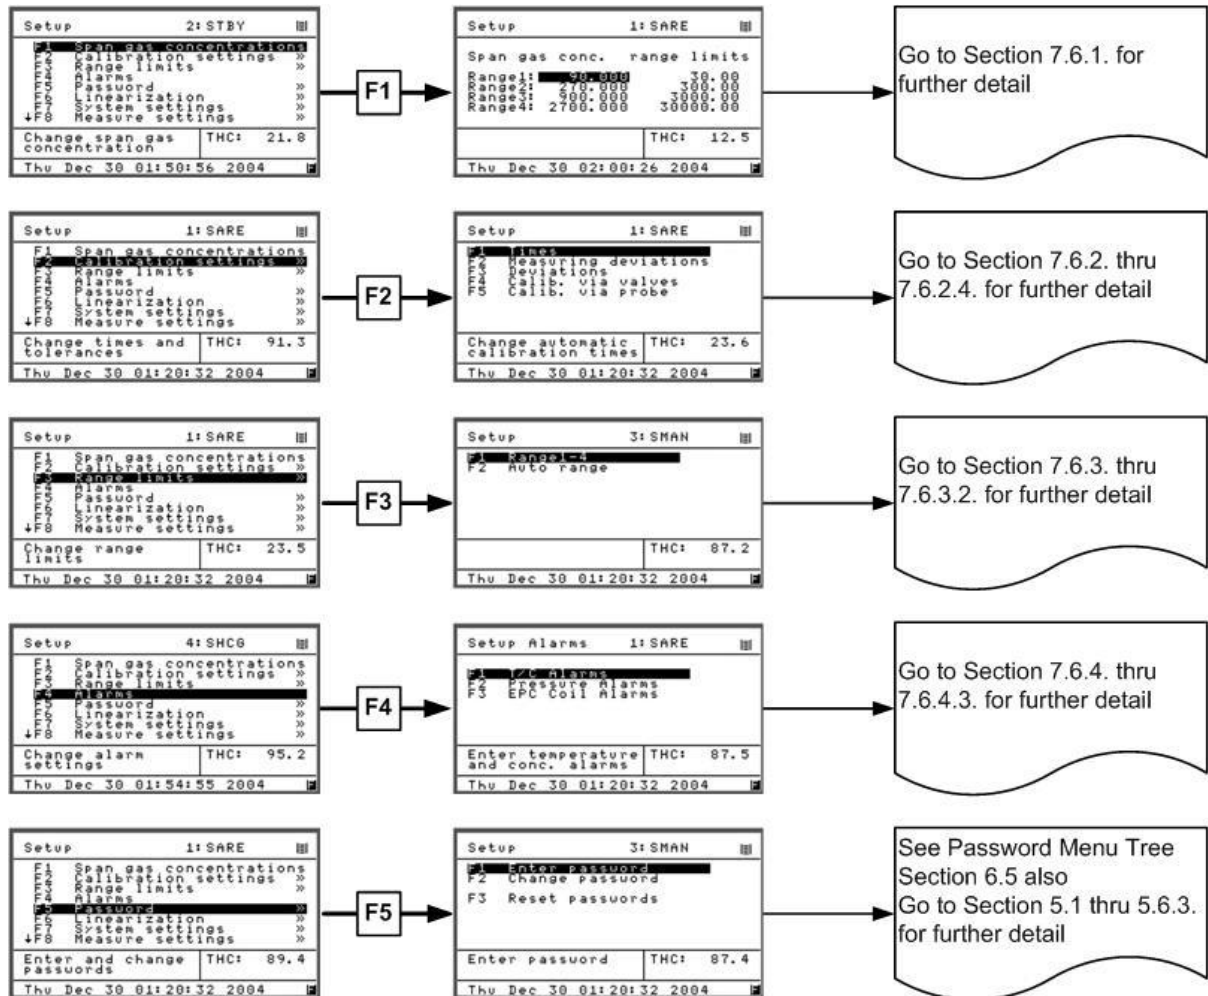 Setup 2:STBY
F1 Span gas concentrations
F2 Calibration settings »
F3 Range limits »
F4 Alarms
F5 Password »
F6 Linearization »
F7 System settings »
↓F8 Measure settings »
Change span gas THC: 21.8
concentration
Thu Dec 30 01:50:56 2004
F1
Setup 1:SARE
Span gas conc. range limits
Range1: 90.000 30.00
Range2: 270.000 300.00
Range3: 900.000 3000.00
Range4: 2700.000 30000.00
THC: 12.5
Thu Dec 30 02:00:26 2004
Go to Section 7.6.1. for
further detail
Setup 1:SARE
F1 Span gas concentrations
F2 Calibration settings »
F3 Range limits »
F4 Alarms
F5 Password »
F6 Linearization »
F7 System settings »
↓F8 Measure settings »
Change times and THC: 91.3
tolerances
Thu Dec 30 01:20:32 2004
F2
Setup 1:SARE
F1 Times
F2 Measuring deviations
F3 Deviations
F4 Calib. via valves
F5 Calib. via probe
Change automatic THC: 23.6
calibration times
Thu Dec 30 01:20:32 2004
Go to Section 7.6.2. thru
7.6.2.4. for further detail
Setup 1:SARE
F1 Span gas concentrations
F2 Calibration settings »
F3 Range limits »
F4 Alarms
F5 Password »
F6 Linearization »
F7 System settings »
↓F8 Measure settings »
Change range THC: 23.5
limits
Thu Dec 30 01:20:32 2004
F3
Setup 3:SMAN
F1 Range1-4
F2 Auto range
THC: 87.2
Thu Dec 30 01:20:32 2004
Go to Section 7.6.3. thru
7.6.3.2. for further detail
Setup 4:SHCG
F1 Span gas concentrations
F2 Calibration settings »
F3 Range limits »
F4 Alarms
F5 Password »
F6 Linearization »
F7 System settings »
↓F8 Measure settings »
Change alarm THC: 95.2
settings
Thu Dec 30 01:54:55 2004
F4
Setup Alarms 1:SARE
F1 T/C Alarms
F2 Pressure Alarms
F3 EPC Coil Alarms
Enter temperature THC: 87.5
and conc. alarms
Thu Dec 30 01:20:32 2004
Go to Section 7.6.4. thru
7.6.4.3. for further detail
Setup 1:SARE
F1 Span gas concentrations
F2 Calibration settings »
F3 Range limits »
F4 Alarms
F5 Password »
F6 Linearization »
F7 System settings »
↓F8 Measure settings »
Enter and change THC: 89.4
passwords
Thu Dec 30 01:20:32 2004
F5
Setup 3:SMAN
F1 Enter password
F2 Change password
F3 Reset passwords
Enter password THC: 87.4
Thu Dec 30 01:20:32 2004
See Password Menu Tree
Section 6.5 also
Go to Section 5.1 thru 5.6.3.
for further detail